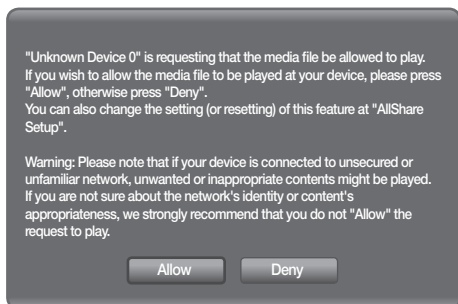 "Unknown Device 0" is requesting that the media file be allowed to play.
If you wish to allow the media file to be played at your device, please press
"Allow", otherwise press "Deny".
You can also change the setting (or resetting) of this feature at "AllShare
Setup".
Warning: Please note that if your device is connected to unsecured or
unfamiliar network, unwanted or inappropriate contents might be played.
If you are not sure about the network's identity or content's
appropriateness, we strongly recommend that you do not "Allow" the
request to play.
Allow
Deny